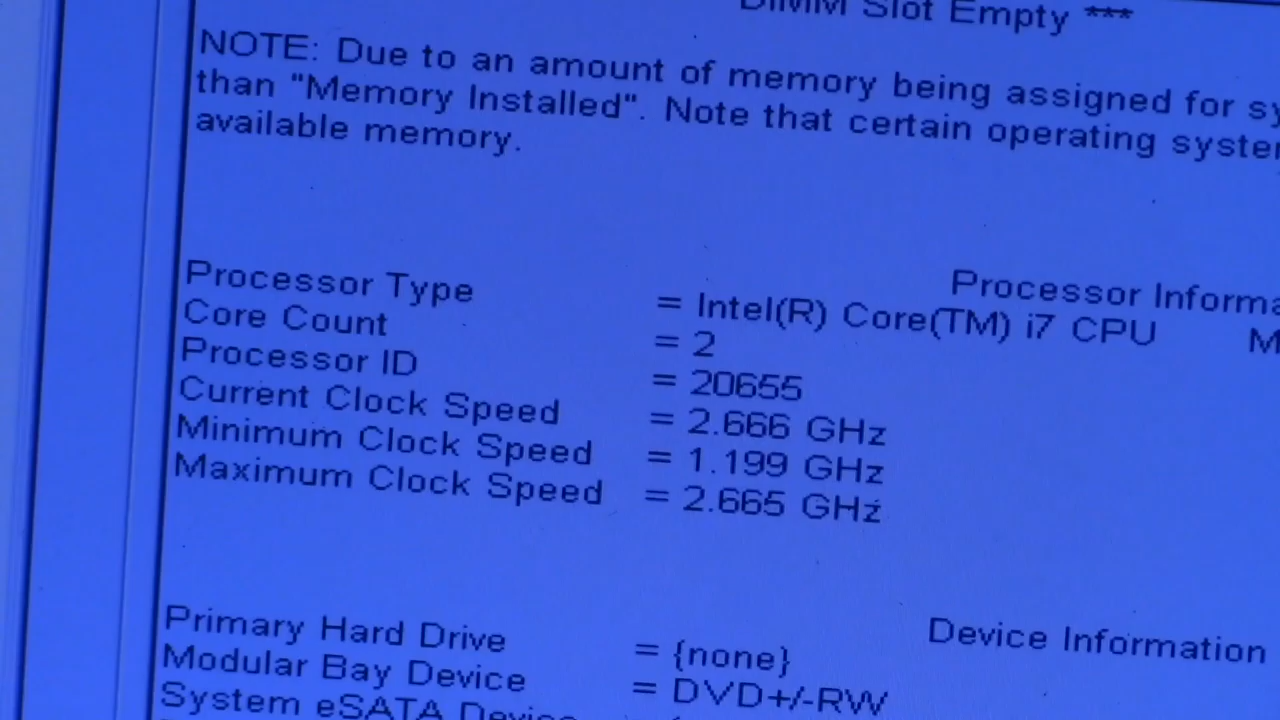 DIMM Slot Empty ***
NOTE: Due to an amount of memory being assigned for
than "Memory Installed". Note that certain operating
available memory.
Processor
Processor Type = Intel(R) Core(TM) i7 CPU M
Core Count = 2
Processor ID = 20655
Current Clock Speed = 2.666 GHz
Minimum Clock Speed = 1.199 GHz
Maximum Clock Speed = 2.665 GHz
Device Information
Primary Hard Drive = {none}
Modular Bay Device = DVD+/-RW
System eSATA Device